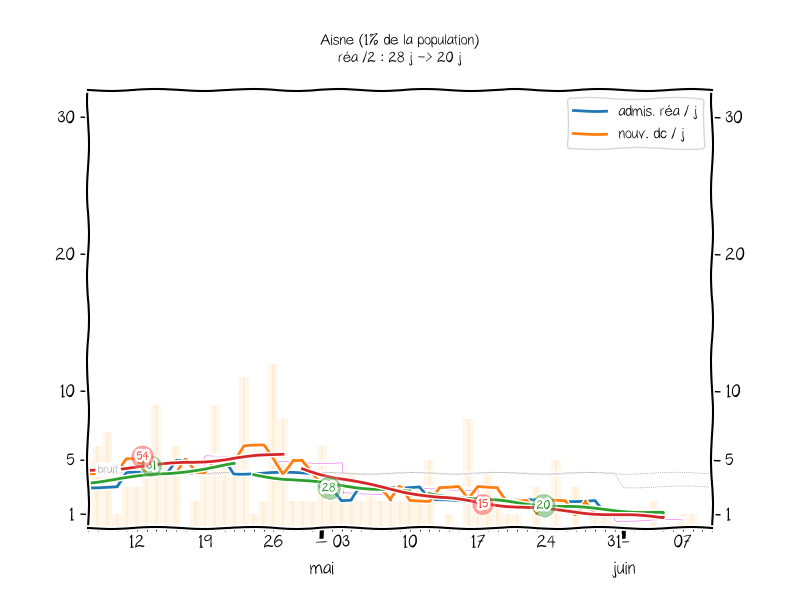 Aisne (1% de la population)
réa /2 : 28 j -> 20 j
admis. réa / j
nouv. dc / j
30
30
20
20
10
10
5
5
1
1
bruit
54
31
28
15
20
12 19 26 03 10 17 24 31 07
mai juin